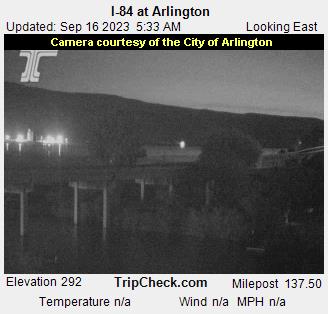 I-84 at Arlington
Updated: Sep 16 2023 5:33 AM Looking East
Camera courtesy of the City of Arlington
Elevation 292 TripCheck.com Milepost 137.50
Temperature n/a Wind n/a MPH n/a